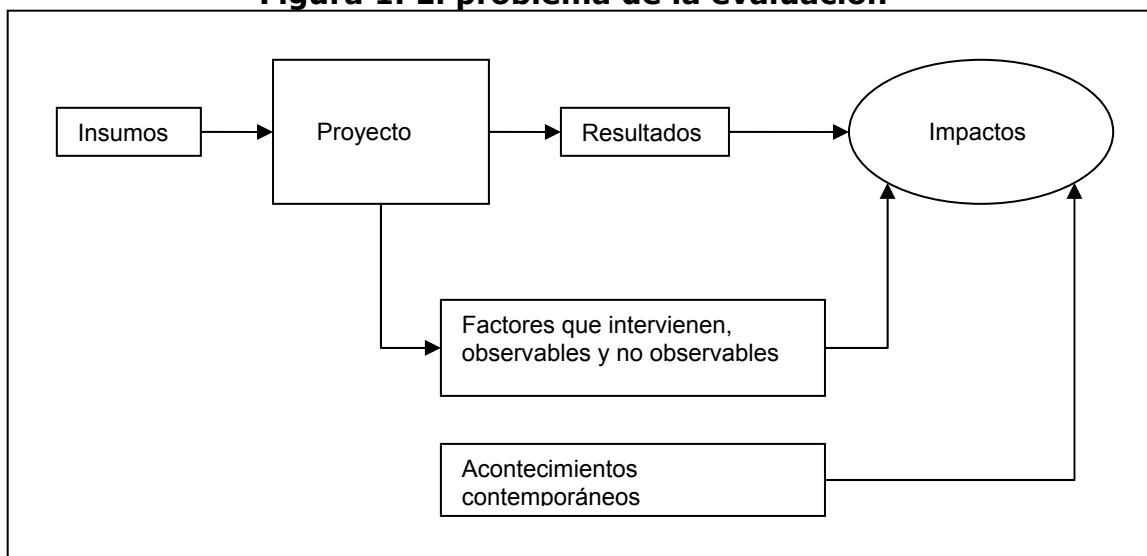 Figura 1. El problema de la evaluación
Insumos
Proyecto
Resultados
Impactos
Factores que intervienen,
observables y no observables
Acontecimientos
contemporáneos